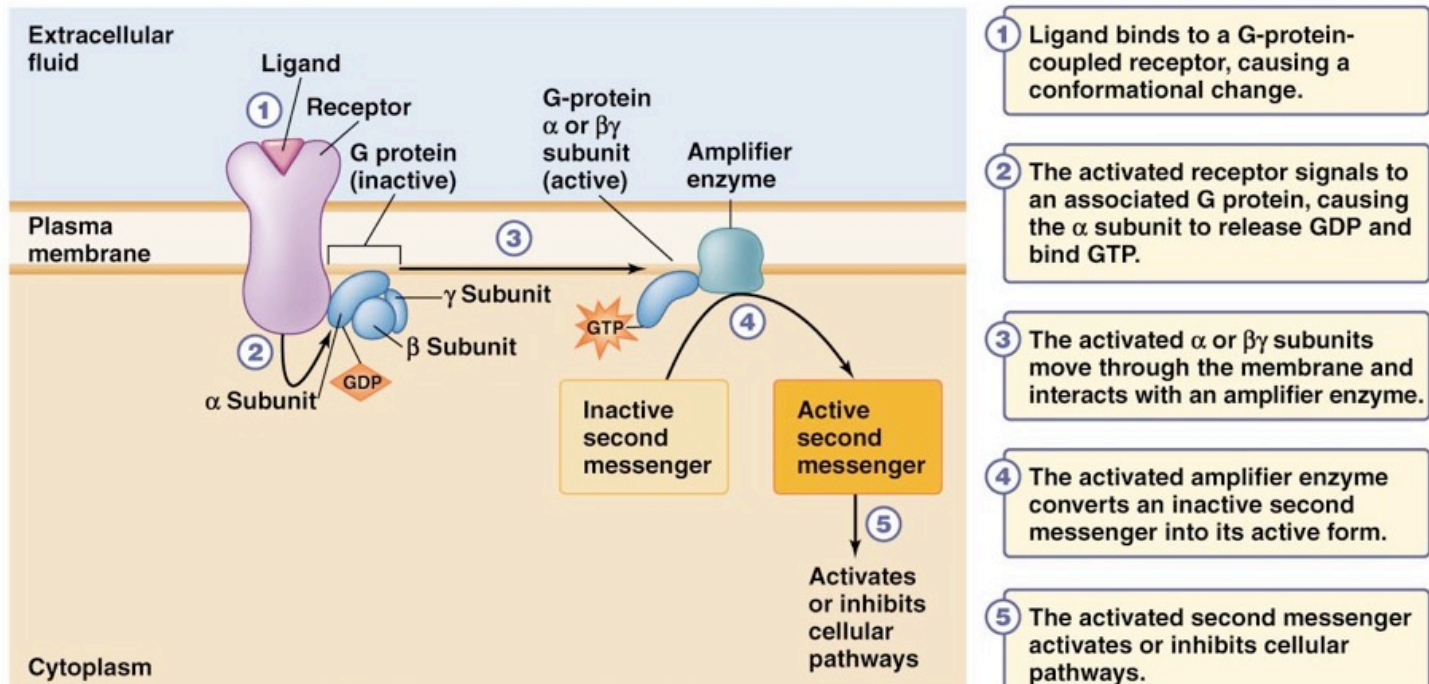 Extracellular
fluid
Ligand
1
Receptor
G protein
(inactive)
G-protein
α or βγ
subunit
(active)
Amplifier
enzyme
Plasma
membrane
3
γ Subunit
β Subunit
2
GDP
α Subunit
GTP
4
Inactive
second
messenger
Active
second
messenger
5
Activates
or inhibits
cellular
pathways
Cytoplasm
1 Ligand binds to a G-protein-
coupled receptor, causing a
conformational change.
2 The activated receptor signals to
an associated G protein, causing
the α subunit to release GDP and
bind GTP.
3 The activated α or βγ subunits
move through the membrane and
interacts with an amplifier enzyme.
4 The activated amplifier enzyme
converts an inactive second
messenger into its active form.
5 The activated second messenger
activates or inhibits cellular
pathways.